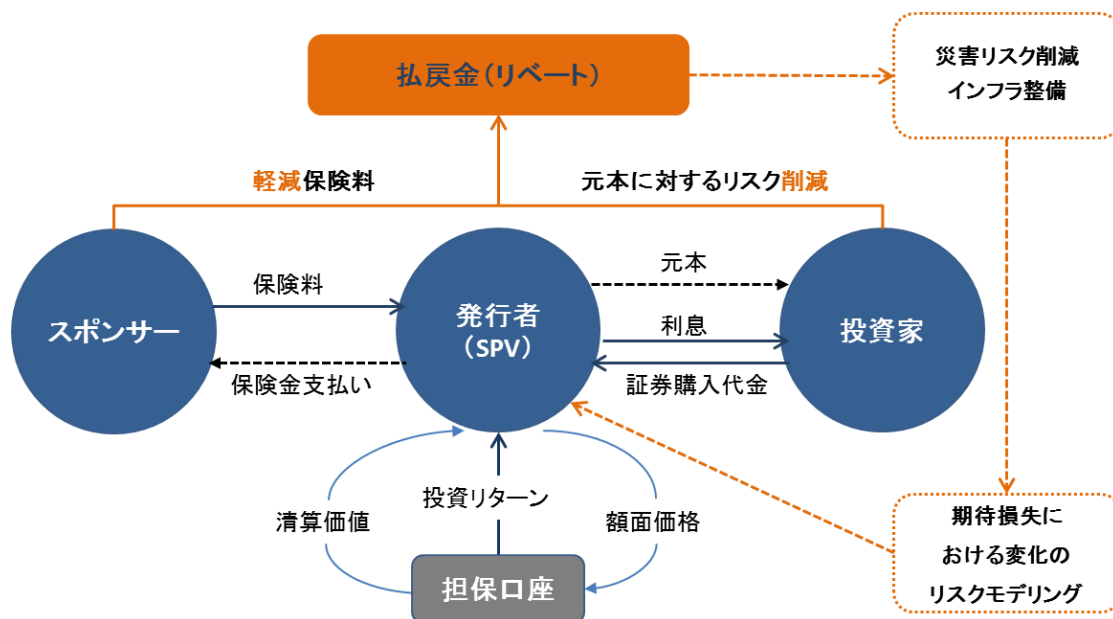 払戻金（リベート）
災害リスク削減
インフラ整備
軽減保険料
元本に対するリスク削減
スポンサー
保険料
保険金支払い
発行者
（SPV）
元本
利息
証券購入代金
投資家
清算価値
投資リターン
額面価格
担保口座
期待損失に
おける変化の
リスクモデリング